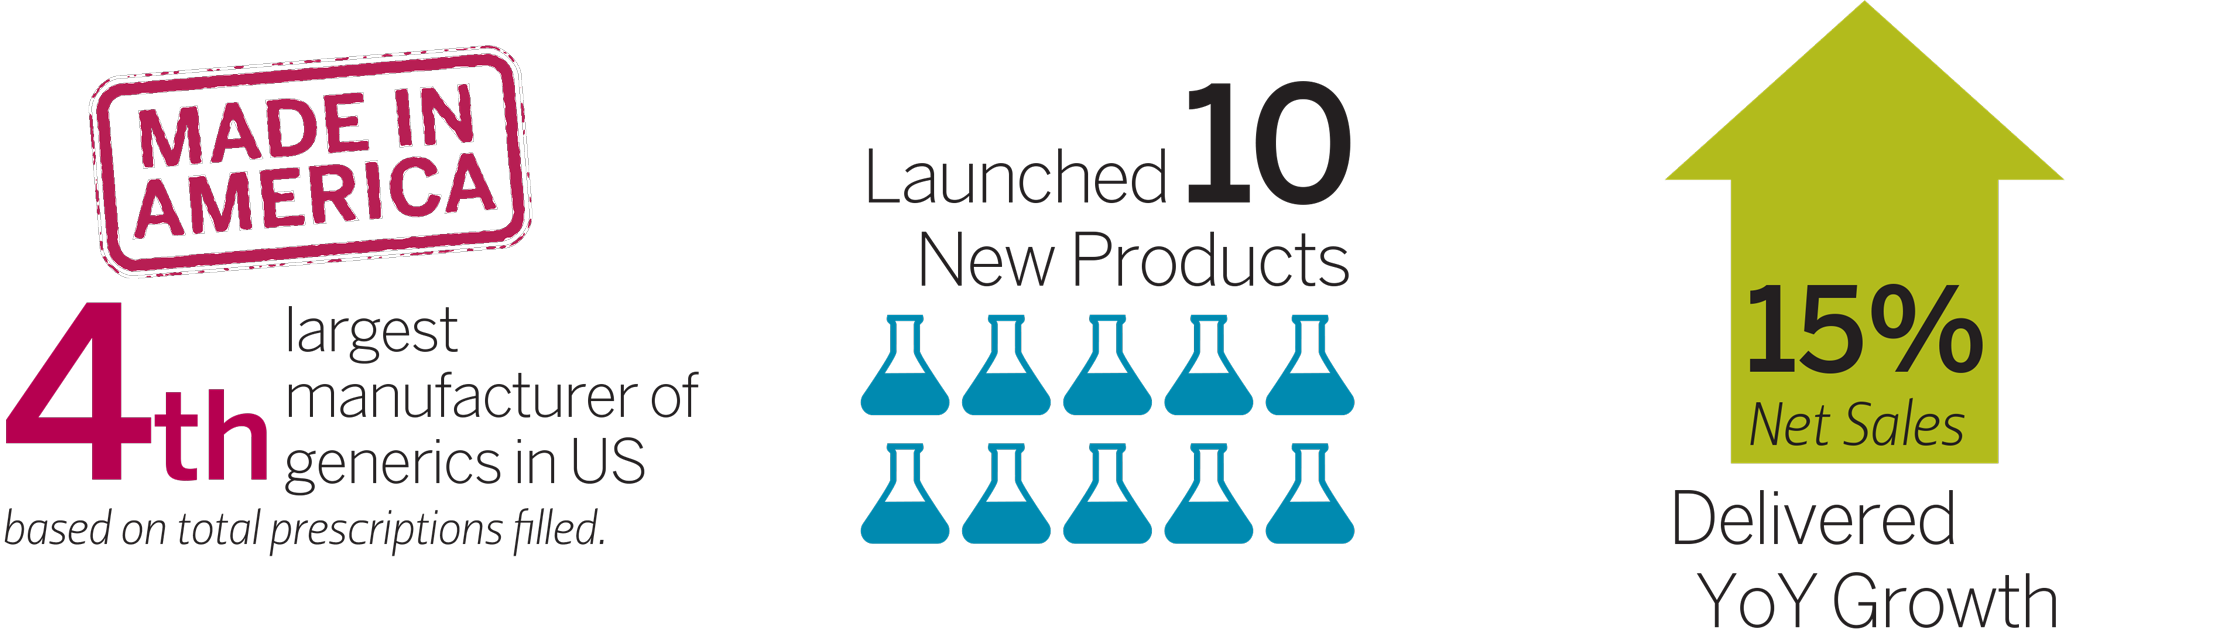 MADE IN
AMERICA
4th
largest
manufacturer of
generics in US
based on total prescriptions filled.
Launched 10
New Products
15%
Net Sales
Delivered
YoY Growth